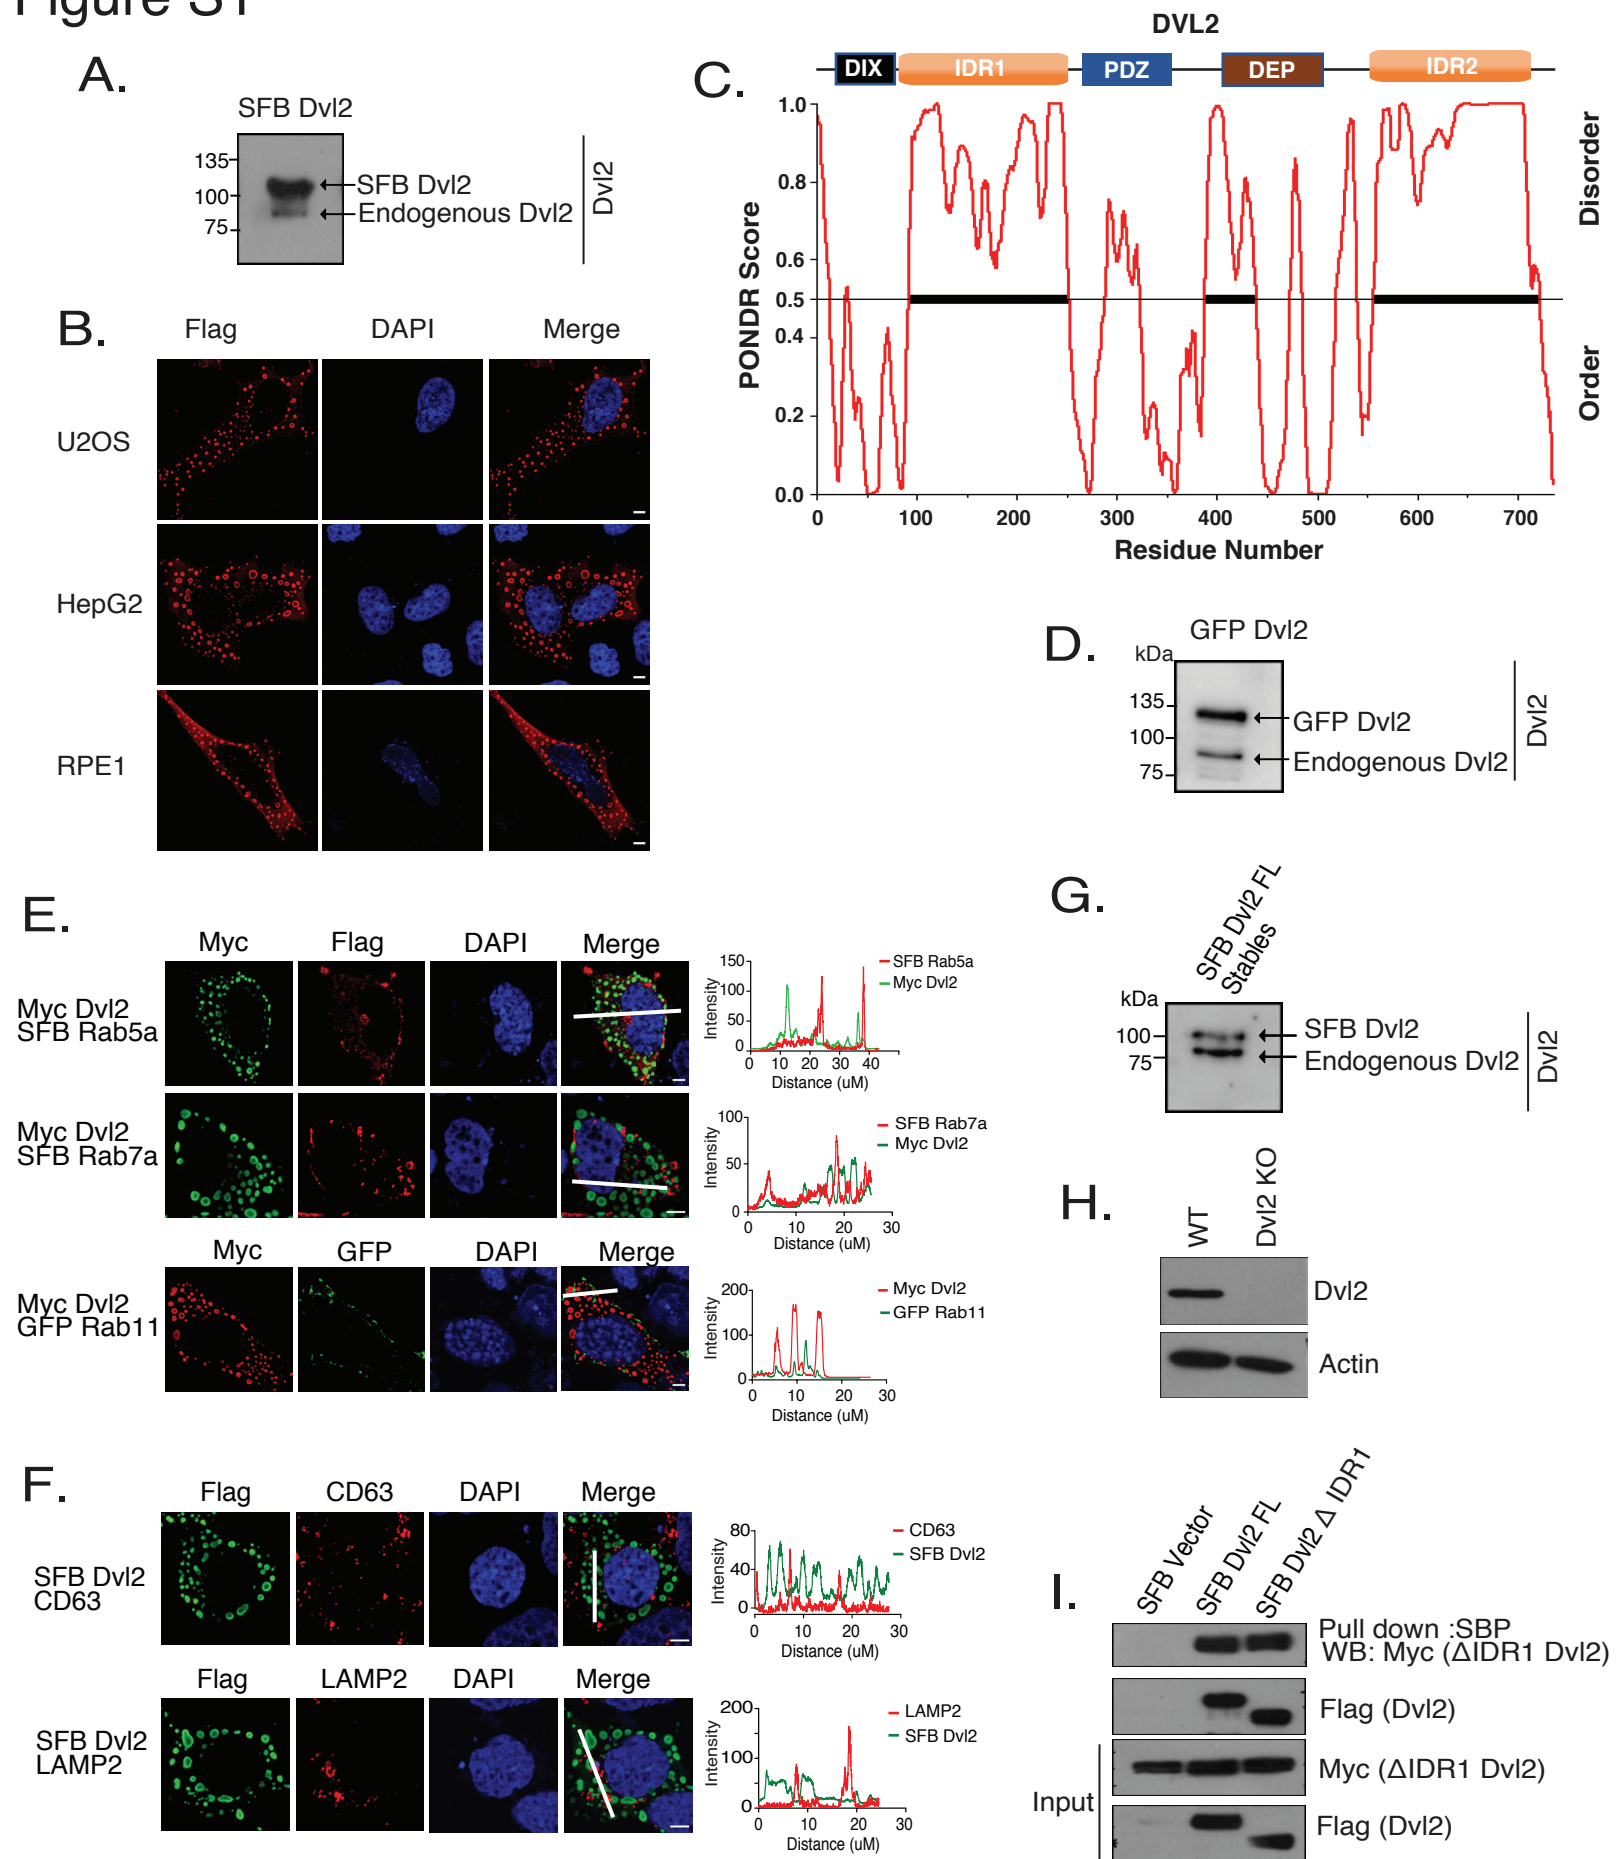 Figure S1
A.
SFB Dvl2
135
100
75
SFB Dvl2
Endogenous Dvl2
Dvl2
B.
Flag DAPI Merge
U2OS
HepG2
RPE1
C.
DVL2
DIX IDR1 PDZ DEP IDR2
1.0
0.8
0.6
0.5
0.4
0.2
0.0
PONDR Score
Disorder
Order
0 100 200 300 400 500 600 700
Residue Number
D.
GFP Dvl2
kDa
135
100
75
GFP Dvl2
Endogenous Dvl2
Dvl2
E.
Myc Flag DAPI Merge
Myc Dvl2
SFB Rab5a
Intensity
150
100
50
0
0 10 20 30 40
Distance (uM)
SFB Rab5a
Myc Dvl2
Myc Dvl2
SFB Rab7a
Intensity
100
50
0
0 10 20 30
Distance (uM)
SFB Rab7a
Myc Dvl2
Myc GFP DAPI Merge
Myc Dvl2
GFP Rab11
Intensity
200
100
0
0 10 20 30
Distance (uM)
Myc Dvl2
GFP Rab11
F.
Flag CD63 DAPI Merge
SFB Dvl2
CD63
Intensity
80
40
0
0 10 20 30
Distance (uM)
CD63
SFB Dvl2
Flag LAMP2 DAPI Merge
SFB Dvl2
LAMP2
Intensity
200
100
0
0 10 20 30
Distance (uM)
LAMP2
SFB Dvl2
G.
SFB Dvl2 FL
Stables
kDa
100
75
SFB Dvl2
Endogenous Dvl2
Dvl2
H.
WT Dvl2 KO
Dvl2
Actin
I.
SFB Vector
SFB Dvl2 FL
SFB Dvl2 Δ IDR1
Pull down :SBP
WB: Myc (ΔIDR1 Dvl2)
Flag (Dvl2)
Input
Myc (ΔIDR1 Dvl2)
Flag (Dvl2)